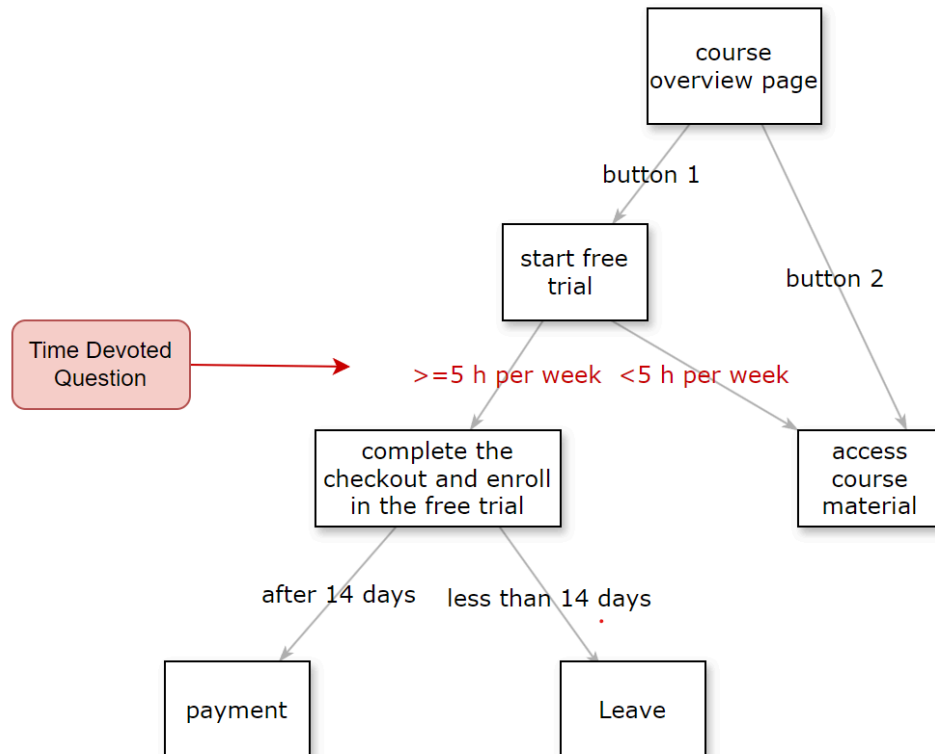 course
overview page
button 1
start free
trial
button 2
Time Devoted
Question
>=5 h per week
<5 h per week
complete the
checkout and enroll
in the free trial
access
course
material
after 14 days
less than 14 days
payment
Leave